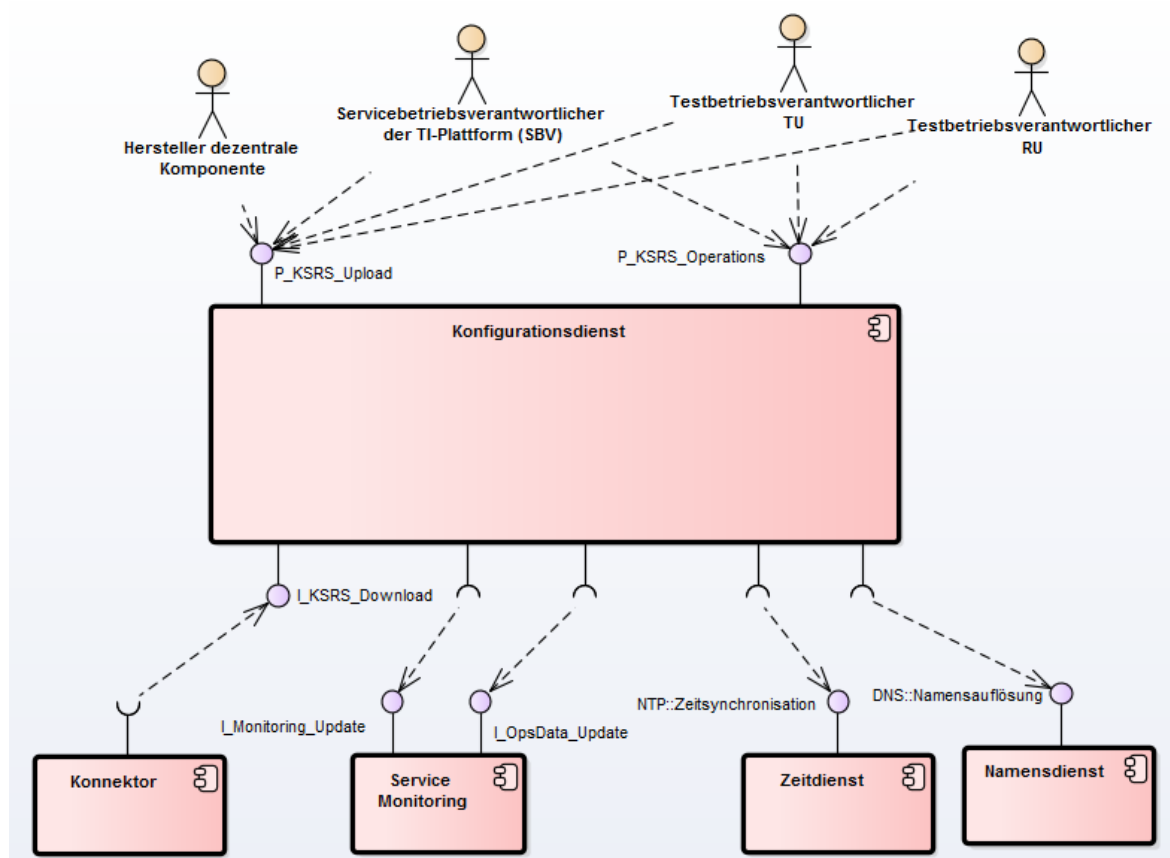 Hersteller dezentrale
Komponente
Servicebetriebsverantwortlicher
der TI-Plattform (SBV)
Testbetriebsverantwortlicher
TU
Testbetriebsverantwortlicher
RU
P_KSRS_Upload
P_KSRS_Operations
Konfigurationsdienst
I_KSRS_Download
I_Monitoring_Update
I_OpsData_Update
NTP::Zeitsynchronisation
DNS::Namensauflösung
Konnektor
Service
Monitoring
Zeitdienst
Namensdienst